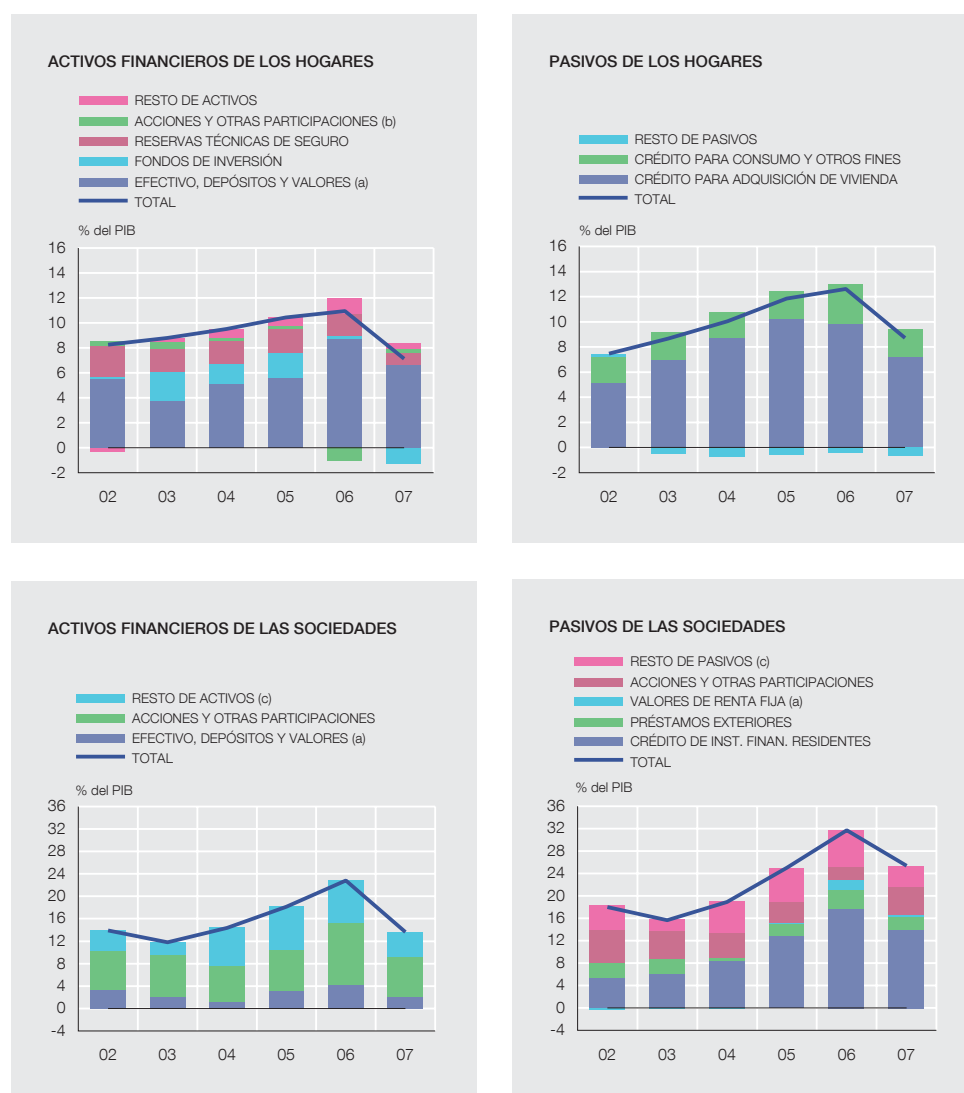 ACTIVOS FINANCIEROS DE LOS HOGARES
RESTO DE ACTIVOS
ACCIONES Y OTRAS PARTICIPACIONES (b)
RESERVAS TÉCNICAS DE SEGURO
FONDOS DE INVERSIÓN
EFECTIVO, DEPÓSITOS Y VALORES (a)
TOTAL
% del PIB
16
14
12
10
8
6
4
2
0
-2
02 03 04 05 06 07
PASIVOS DE LOS HOGARES
RESTO DE PASIVOS
CRÉDITO PARA CONSUMO Y OTROS FINES
CRÉDITO PARA ADQUISICIÓN DE VIVIENDA
TOTAL
% del PIB
16
14
12
10
8
6
4
2
0
-2
02 03 04 05 06 07
ACTIVOS FINANCIEROS DE LAS SOCIEDADES
RESTO DE ACTIVOS (c)
ACCIONES Y OTRAS PARTICIPACIONES
EFECTIVO, DEPÓSITOS Y VALORES (a)
TOTAL
% del PIB
36
32
28
24
20
16
12
8
4
0
-4
02 03 04 05 06 07
PASIVOS DE LAS SOCIEDADES
RESTO DE PASIVOS (c)
ACCIONES Y OTRAS PARTICIPACIONES
VALORES DE RENTA FIJA (a)
PRÉSTAMOS EXTERIORES
CRÉDITO DE INST. FINAN. RESIDENTES
TOTAL
% del PIB
36
32
28
24
20
16
12
8
4
0
-4
02 03 04 05 06 07